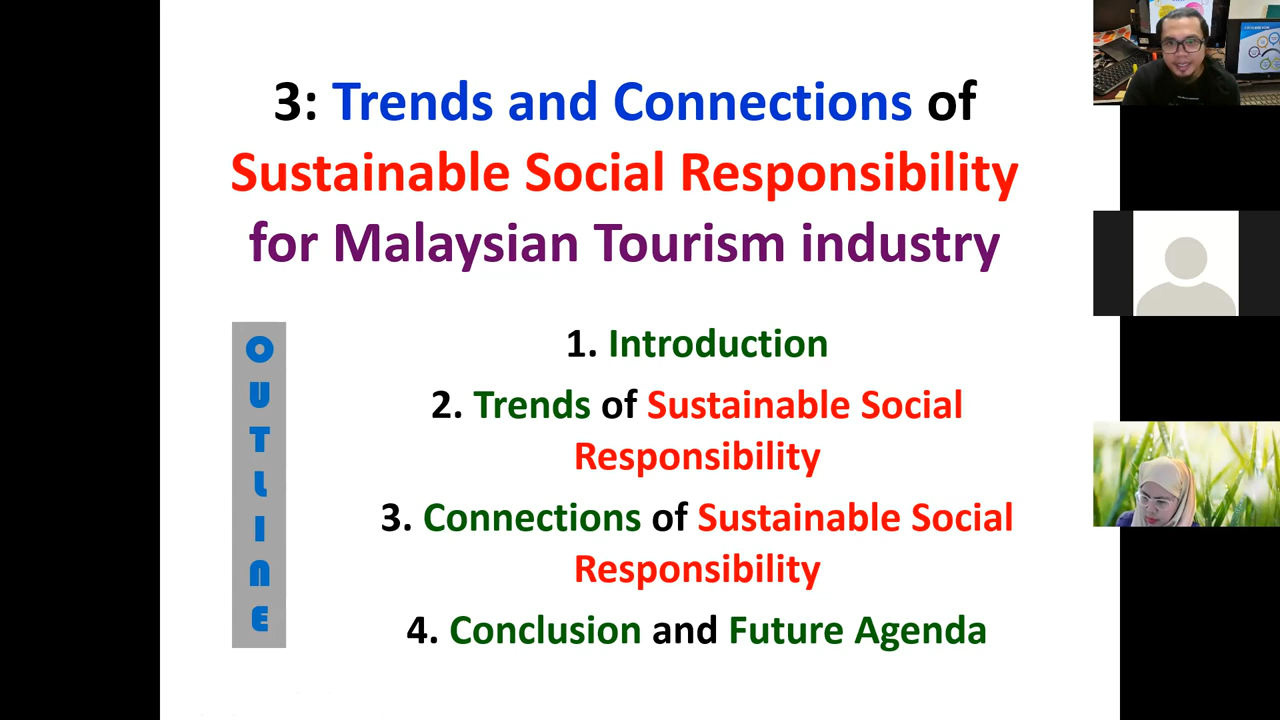 3: Trends and Connections of
Sustainable Social Responsibility
for Malaysian Tourism industry
OUTLINE
1. Introduction
2. Trends of Sustainable Social
Responsibility
3. Connections of Sustainable Social
Responsibility
4. Conclusion and Future Agenda